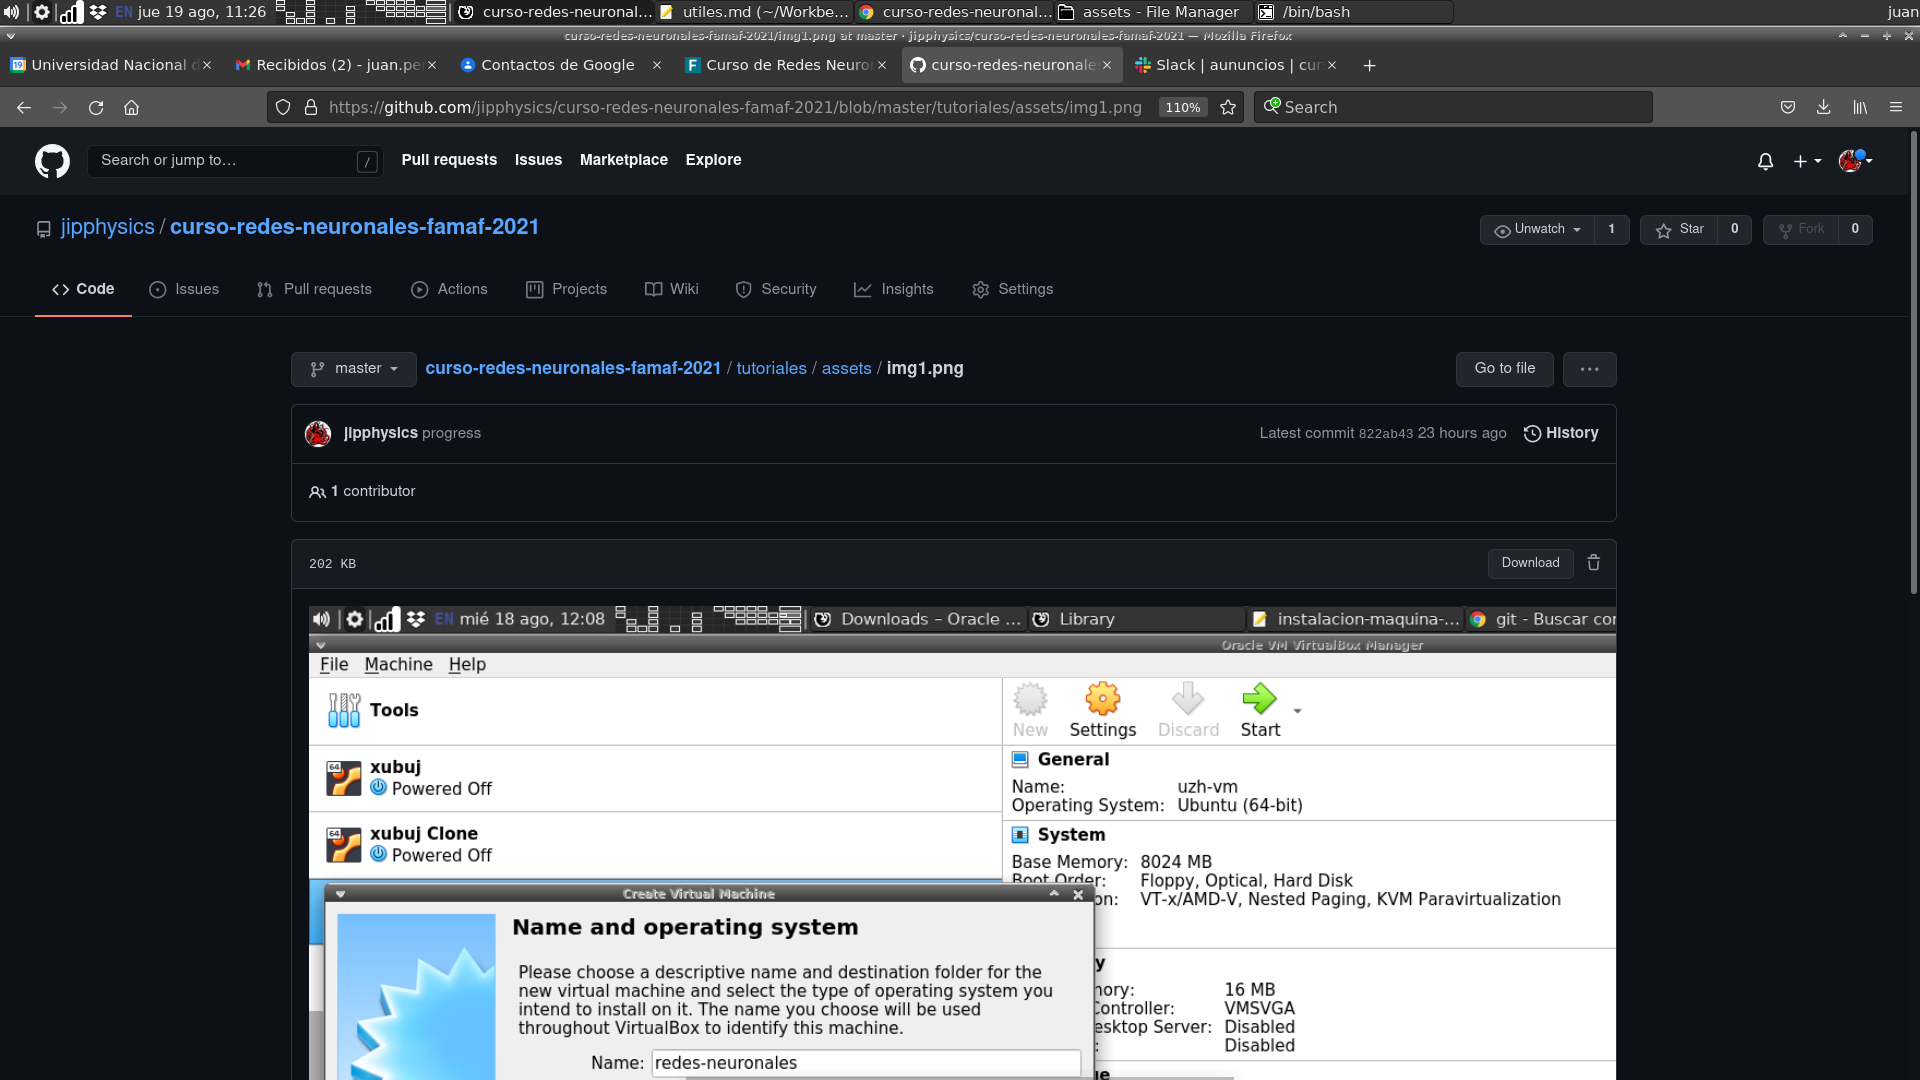 EN jue 19 ago, 11:26 curso-redes-neuronal... utiles.md (~/Workbe... curso-redes-neuronal... assets - File Manager /bin/bash juan
curso-redes-neuronales-famaf-2021/img1.png at master · jipphysics/curso-redes-neuronales-famaf-2021 — Mozilla Firefox
Universidad Nacional d Recibidos (2) - juan.pe Contactos de Google Curso de Redes Neuron curso-redes-neuronale Slack | aununcios | cur
https://github.com/jipphysics/curso-redes-neuronales-famaf-2021/blob/master/tutoriales/assets/img1.png 110% Search
Search or jump to… / Pull requests Issues Marketplace Explore
jipphysics / curso-redes-neuronales-famaf-2021 Unwatch 1 Star 0 Fork 0
Code Issues Pull requests Actions Projects Wiki Security Insights Settings
master curso-redes-neuronales-famaf-2021 / tutoriales / assets / img1.png Go to file ...
jipphysics progress Latest commit 822ab43 23 hours ago History
1 contributor
202 KB Download
EN mié 18 ago, 12:08 Downloads – Oracle ... Library instalacion-maquina-... git - Buscar con
Oracle VM VirtualBox Manager
File Machine Help
Tools New Settings Discard Start
xubuj
Powered Off
xubuj Clone
Powered Off
General
Name: uzh-vm
Operating System: Ubuntu (64-bit)
System
Base Memory: 8024 MB
Boot Order: Floppy, Optical, Hard Disk
on: VT-x/AMD-V, Nested Paging, KVM Paravirtualization
y
mory: 16 MB
Controller: VMSVGA
esktop Server: Disabled
: Disabled
ge
Create Virtual Machine
Name and operating system
Please choose a descriptive name and destination folder for the
new virtual machine and select the type of operating system you
intend to install on it. The name you choose will be used
throughout VirtualBox to identify this machine.
Name: redes-neuronales